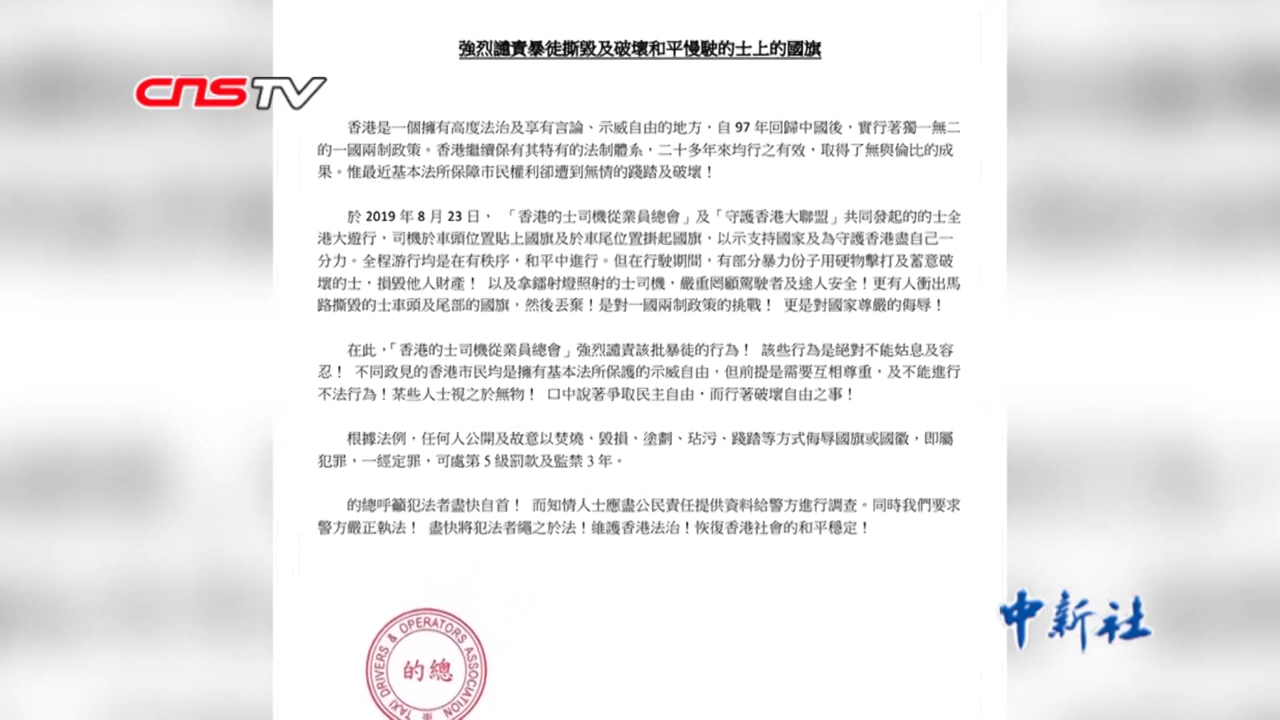 強烈譴責暴徒撕毀及破壞和平慢駛的士上的國旗
CNSTV
香港是一個擁有高度法治及享有言論、示威自由的地方，自 97 年回歸中國後，實行著獨一無二
的一國兩制政策。香港繼續保有其特有的法制體系，二十多年來均行之有效，取得了無與倫比的成
果。惟最近基本法所保障市民權利卻遭到無情的踐踏及破壞！
於 2019 年 8 月 23 日， 「香港的士司機從業員總會」及「守護香港大聯盟」共同發起的的士全
港大遊行，司機於車頭位置貼上國旗及於車尾位置掛起國旗，以示支持國家及為守護香港盡自己一
分力。全程游行均是在有秩序，和平中進行。但在行駛期間，有部分暴力份子用硬物擊打及蓄意破
壞的士，損毀他人財產！ 以及拿鐳射燈照射的士司機，嚴重罔顧駕駛者及途人安全！更有人衝出馬
路撕毀的士車頭及尾部的國旗，然後丟棄！是對一國兩制政策的挑戰！ 更是對國家尊嚴的侮辱！
在此，「香港的士司機從業員總會」強烈譴責該批暴徒的行為！ 該些行為是絕對不能姑息及容
忍！ 不同政見的香港市民均是擁有基本法所保護的示威自由，但前提是需要互相尊重，及不能進行
不法行為！某些人士視之於無物！ 口中說著爭取民主自由，而行著破壞自由之事！
根據法例，任何人公開及故意以焚燒、毀損、塗劃、玷污、踐踏等方式侮辱國旗或國徽，即屬
犯罪，一經定罪，可處第 5 級罰款及監禁 3 年。
的總呼籲犯法者盡快自首！ 而知情人士應盡公民責任提供資料給警方進行調查。同時我們要求
警方嚴正執法！ 盡快將犯法者繩之於法！維護香港法治！恢復香港社會的和平穩定！
中新社
TAXI DRIVERS & OPERATORS ASSOCIATION
的總